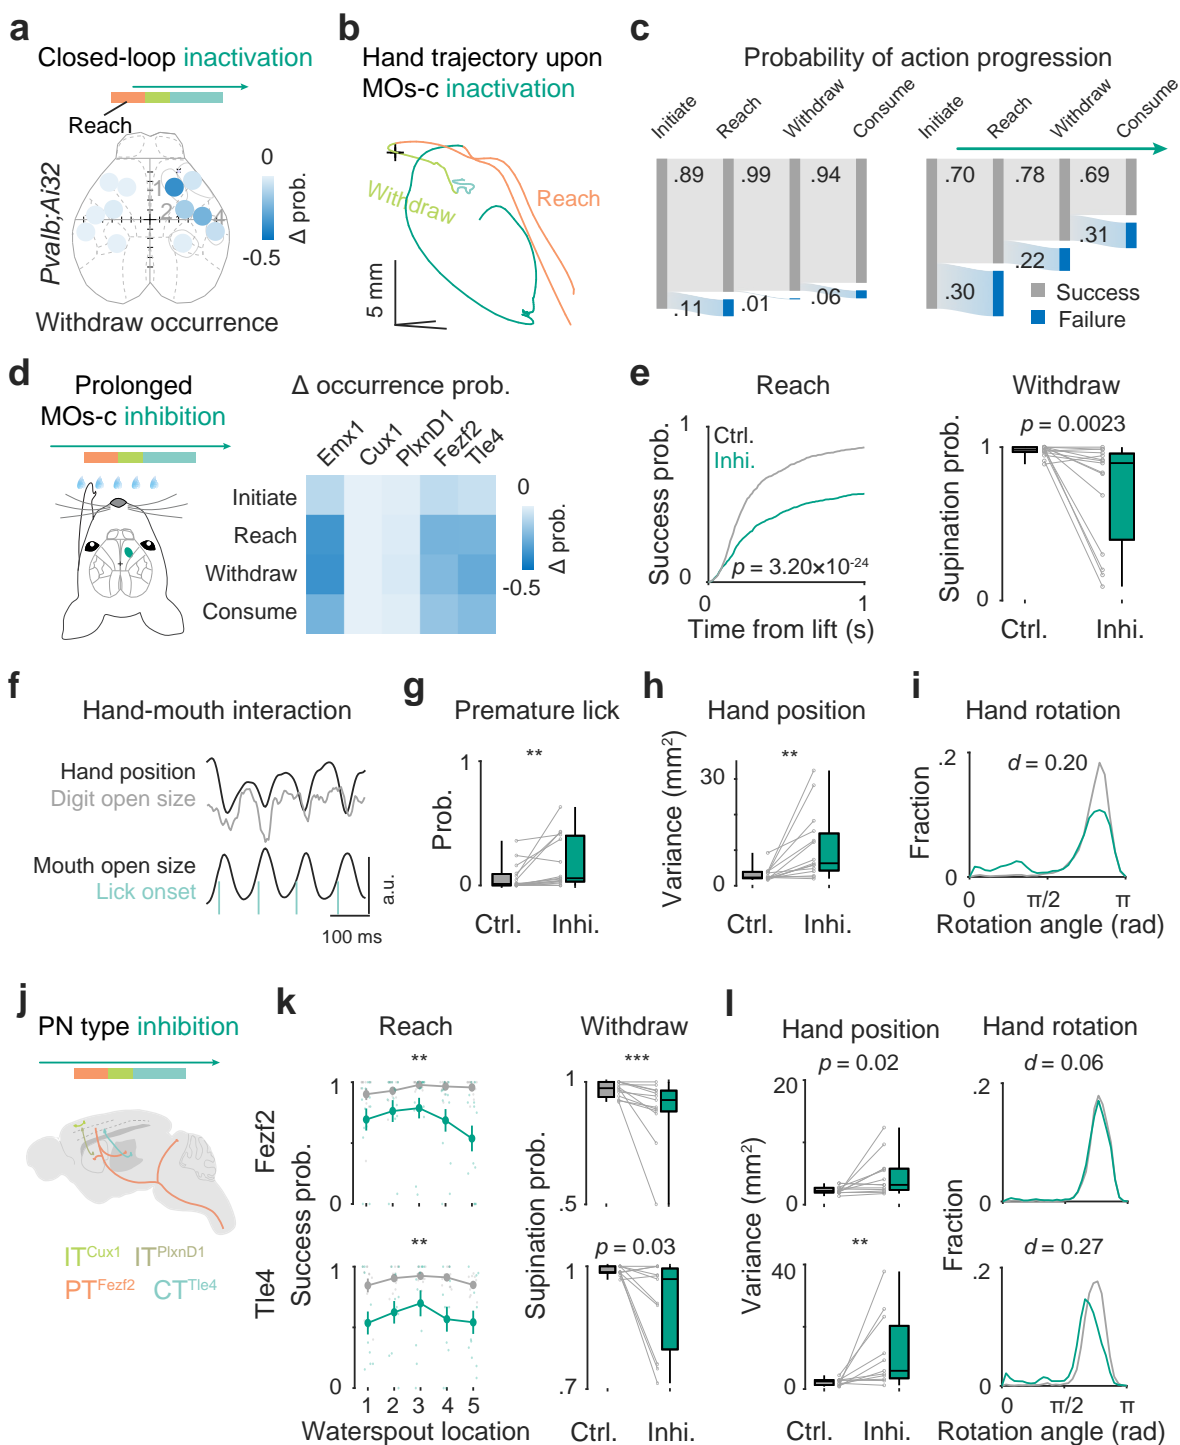 a
Closed-loop inactivation
Reach
Pvalb;Ai32
1
2
4
0
Δ prob.
-0.5
Withdraw occurrence
b
Hand trajectory upon
MOs-c inactivation
Withdraw
Reach
5 mm
c
Probability of action progression
Initiate
Reach
Withdraw
Consume
.89
.99
.94
.11
.01
.06
Initiate
Reach
Withdraw
Consume
.70
.78
.69
.30
.22
.31
Success
Failure
d
Prolonged
MOs-c inhibition
Δ occurrence prob.
Emx1
Cux1
PlxnD1
Fezf2
Tle4
Initiate
Reach
Withdraw
Consume
0
-0.5
Δ prob.
e
Reach
1
Success prob.
0
Ctrl.
Inhi.
p = 3.20×10-24
0
1
Time from lift (s)
Withdraw
p = 0.0023
Supination prob.
1
0
Ctrl.
Inhi.
f
Hand-mouth interaction
Hand position
Digit open size
Mouth open size
Lick onset
a.u.
100 ms
g
Premature lick
**
1
Prob.
0
Ctrl.
Inhi.
h
Hand position
**
Variance (mm2)
30
0
Ctrl.
Inhi.
i
Hand rotation
d = 0.20
.2
Fraction
0
0
π/2
π
Rotation angle (rad)
j
PN type inhibition
ITCux1
ITPlxnD1
PTFezf2
CTTle4
k
Reach
**
Fezf2
1
0
Success prob.
**
Tle4
1
0
1 2 3 4 5
Waterspout location
Withdraw
***
1
.5
Supination prob.
p = 0.03
1
.7
Ctrl.
Inhi.
l
Hand position
p = 0.02
20
0
Variance (mm2)
**
40
0
Ctrl.
Inhi.
Hand rotation
d = 0.06
.2
0
Fraction
d = 0.27
.2
0
0
π/2
π
Rotation angle (rad)